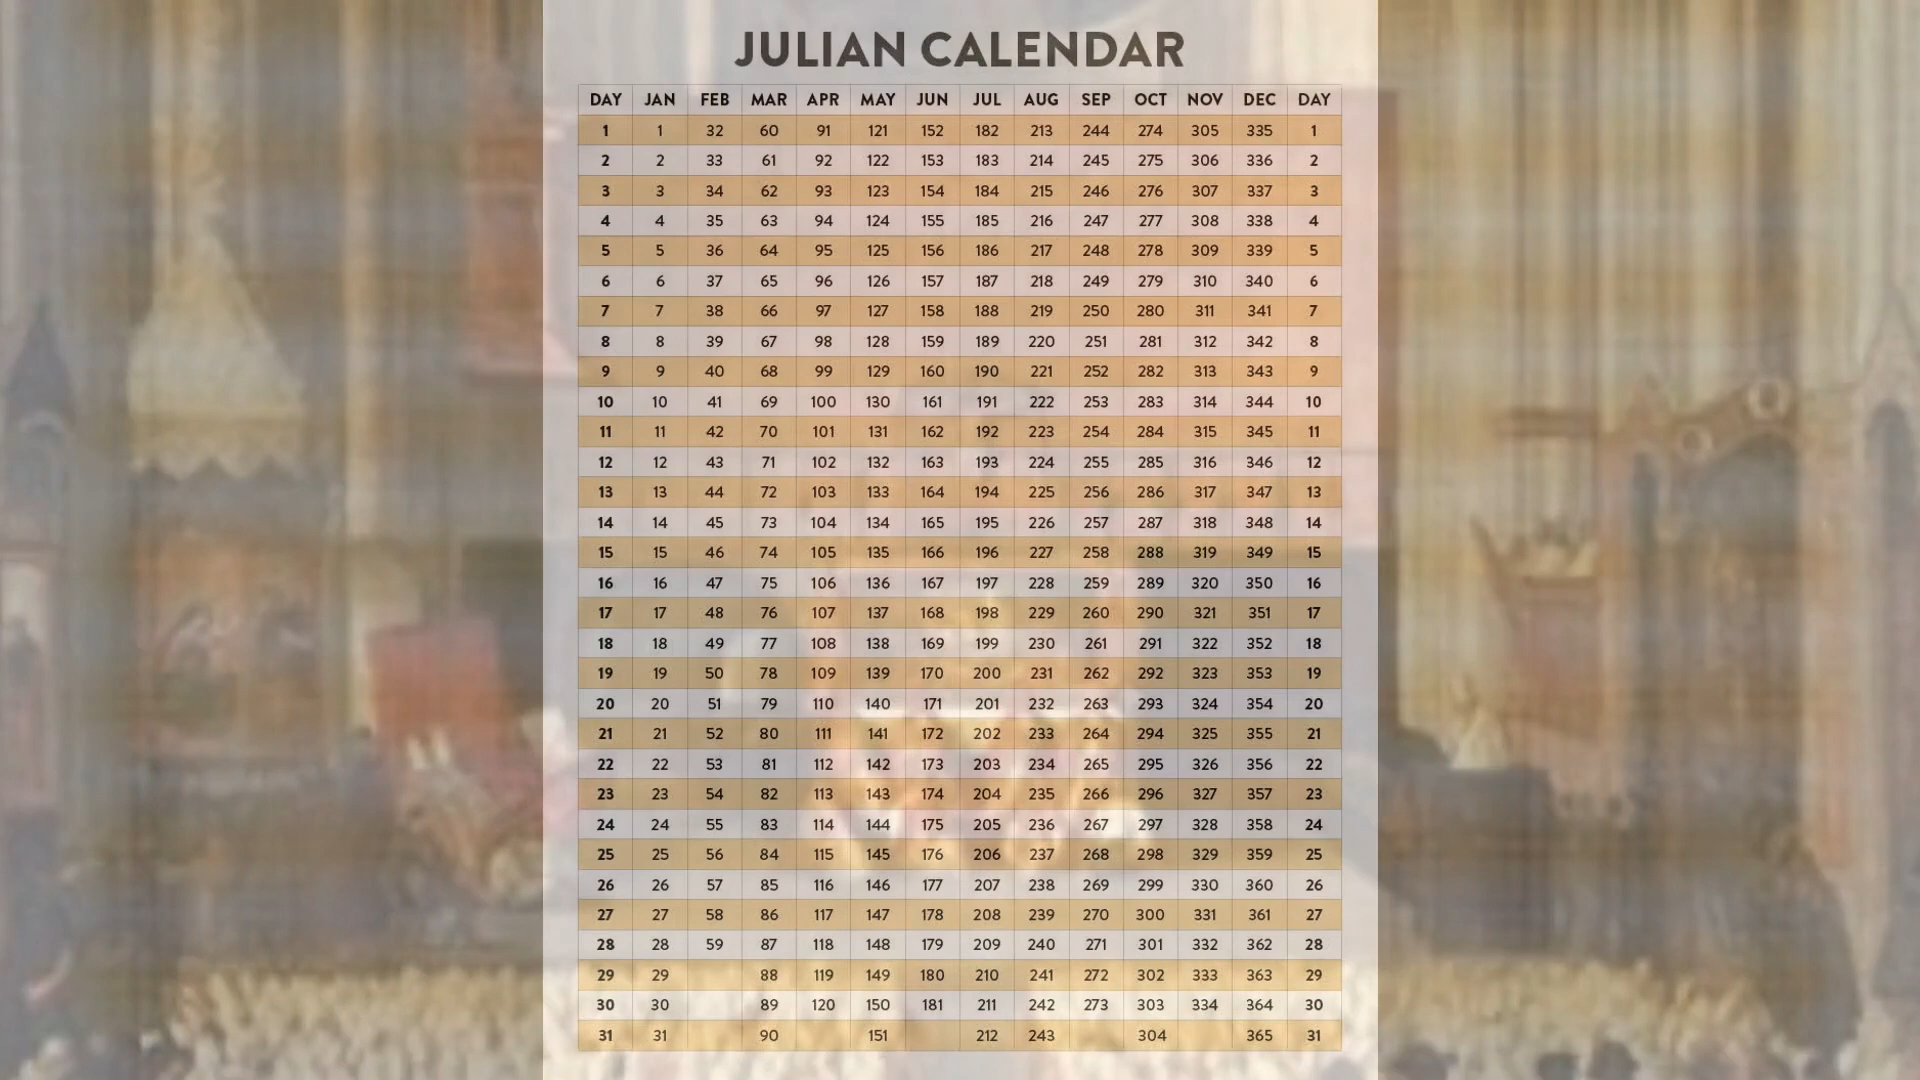 JULIAN CALENDAR
DAY JAN FEB MAR APR MAY JUN JUL AUG SEP OCT NOV DEC DAY
1 1 32 60 91 121 152 182 213 244 274 305 335 1
2 2 33 61 92 122 153 183 214 245 275 306 336 2
3 3 34 62 93 123 154 184 215 246 276 307 337 3
4 4 35 63 94 124 155 185 216 247 277 308 338 4
5 5 36 64 95 125 156 186 217 248 278 309 339 5
6 6 37 65 96 126 157 187 218 249 279 310 340 6
7 7 38 66 97 127 158 188 219 250 280 311 341 7
8 8 39 67 98 128 159 189 220 251 281 312 342 8
9 9 40 68 99 129 160 190 221 252 282 313 343 9
10 10 41 69 100 130 161 191 222 253 283 314 344 10
11 11 42 70 101 131 162 192 223 254 284 315 345 11
12 12 43 71 102 132 163 193 224 255 285 316 346 12
13 13 44 72 103 133 164 194 225 256 286 317 347 13
14 14 45 73 104 134 165 195 226 257 287 318 348 14
15 15 46 74 105 135 166 196 227 258 288 319 349 15
16 16 47 75 106 136 167 197 228 259 289 320 350 16
17 17 48 76 107 137 168 198 229 260 290 321 351 17
18 18 49 77 108 138 169 199 230 261 291 322 352 18
19 19 50 78 109 139 170 200 231 262 292 323 353 19
20 20 51 79 110 140 171 201 232 263 293 324 354 20
21 21 52 80 111 141 172 202 233 264 294 325 355 21
22 22 53 81 112 142 173 203 234 265 295 326 356 22
23 23 54 82 113 143 174 204 235 266 296 327 357 23
24 24 55 83 114 144 175 205 236 267 297 328 358 24
25 25 56 84 115 145 176 206 237 268 298 329 359 25
26 26 57 85 116 146 177 207 238 269 299 330 360 26
27 27 58 86 117 147 178 208 239 270 300 331 361 27
28 28 59 87 118 148 179 209 240 271 301 332 362 28
29 29 88 119 149 180 210 241 272 302 333 363 29
30 30 89 120 150 181 211 242 273 303 334 364 30
31 31 90 151 212 243 304 365 31